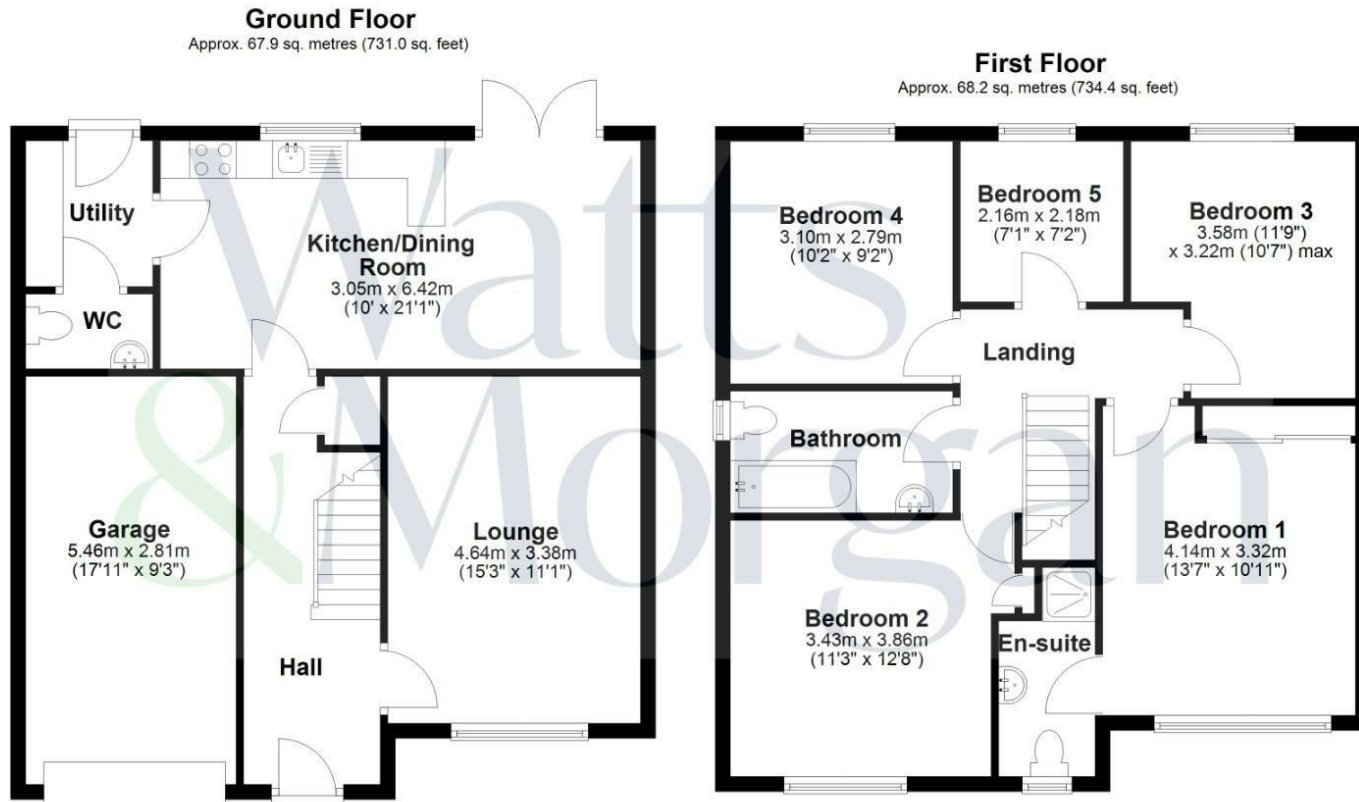 Ground Floor
Approx. 67.9 sq. metres (731.0 sq. feet)
Utility
Kitchen/Dining
Room
3.05m x 6.42m
(10' x 21'1")
WC
Garage
5.46m x 2.81m
(17'11" x 9'3")
Lounge
4.64m x 3.38m
(15'3" x 11'1")
Hall
First Floor
Approx. 68.2 sq. metres (734.4 sq. feet)
Bedroom 4
3.10m x 2.79m
(10'2" x 9'2")
Bedroom 5
2.16m x 2.18m
(7'1" x 7'2")
Bedroom 3
3.58m (11'9")
x 3.22m (10'7") max
Landing
Bathroom
Bedroom 1
4.14m x 3.32m
(13'7" x 10'11")
Bedroom 2
3.43m x 3.86m
(11'3" x 12'8")
En-suite
Watts
&Morgan